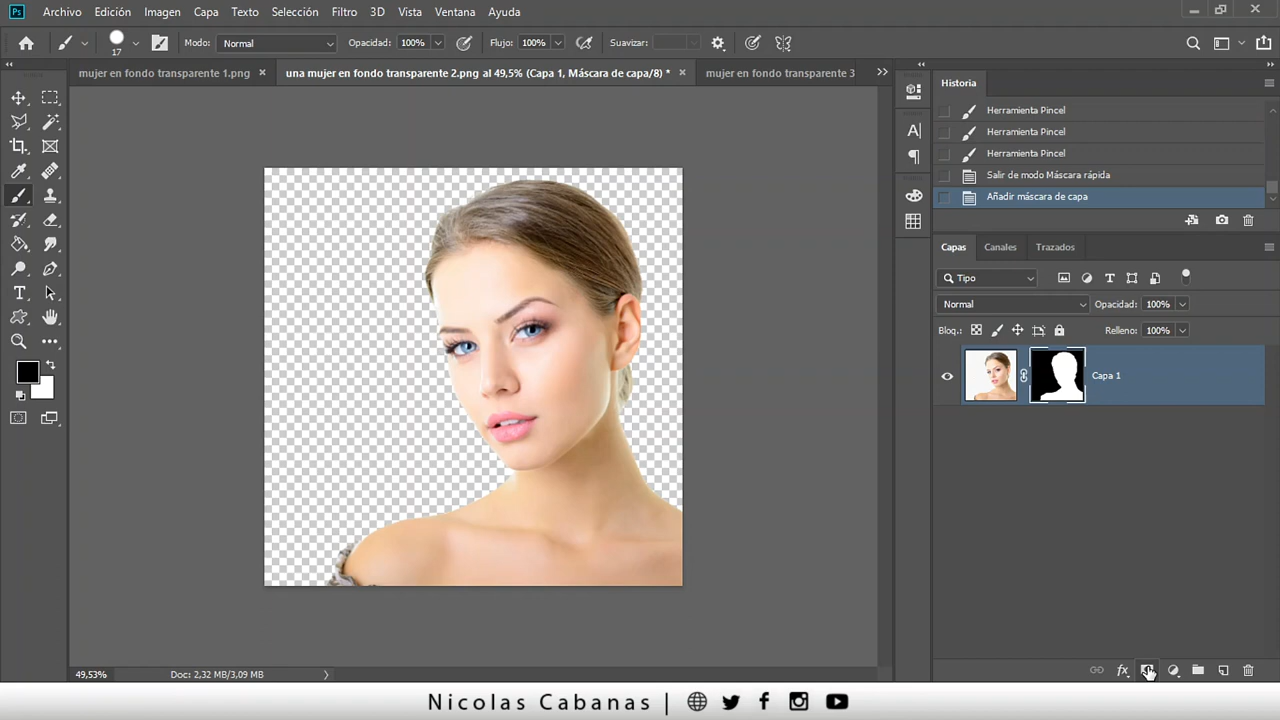 Ps Archivo Edición Imagen Capa Texto Selección Filtro 3D Vista Ventana Ayuda
17 Modo: Normal Opacidad: 100% Flujo: 100% Suavizar:
mujer en fondo transparente 1.png × una mujer en fondo transparente 2.png al 49,5% (Capa 1, Máscara de capa/8) * × mujer en fondo transparente 3
Historia
Herramienta Pincel
Herramienta Pincel
Herramienta Pincel
Salir de modo Máscara rápida
Añadir máscara de capa
Capas Canales Trazados
Tipo
Normal Opacidad: 100%
Bloq.: Relleno: 100%
Capa 1
49,53% Doc: 2,32 MB/3,09 MB
fx
Nicolas Cabanas |